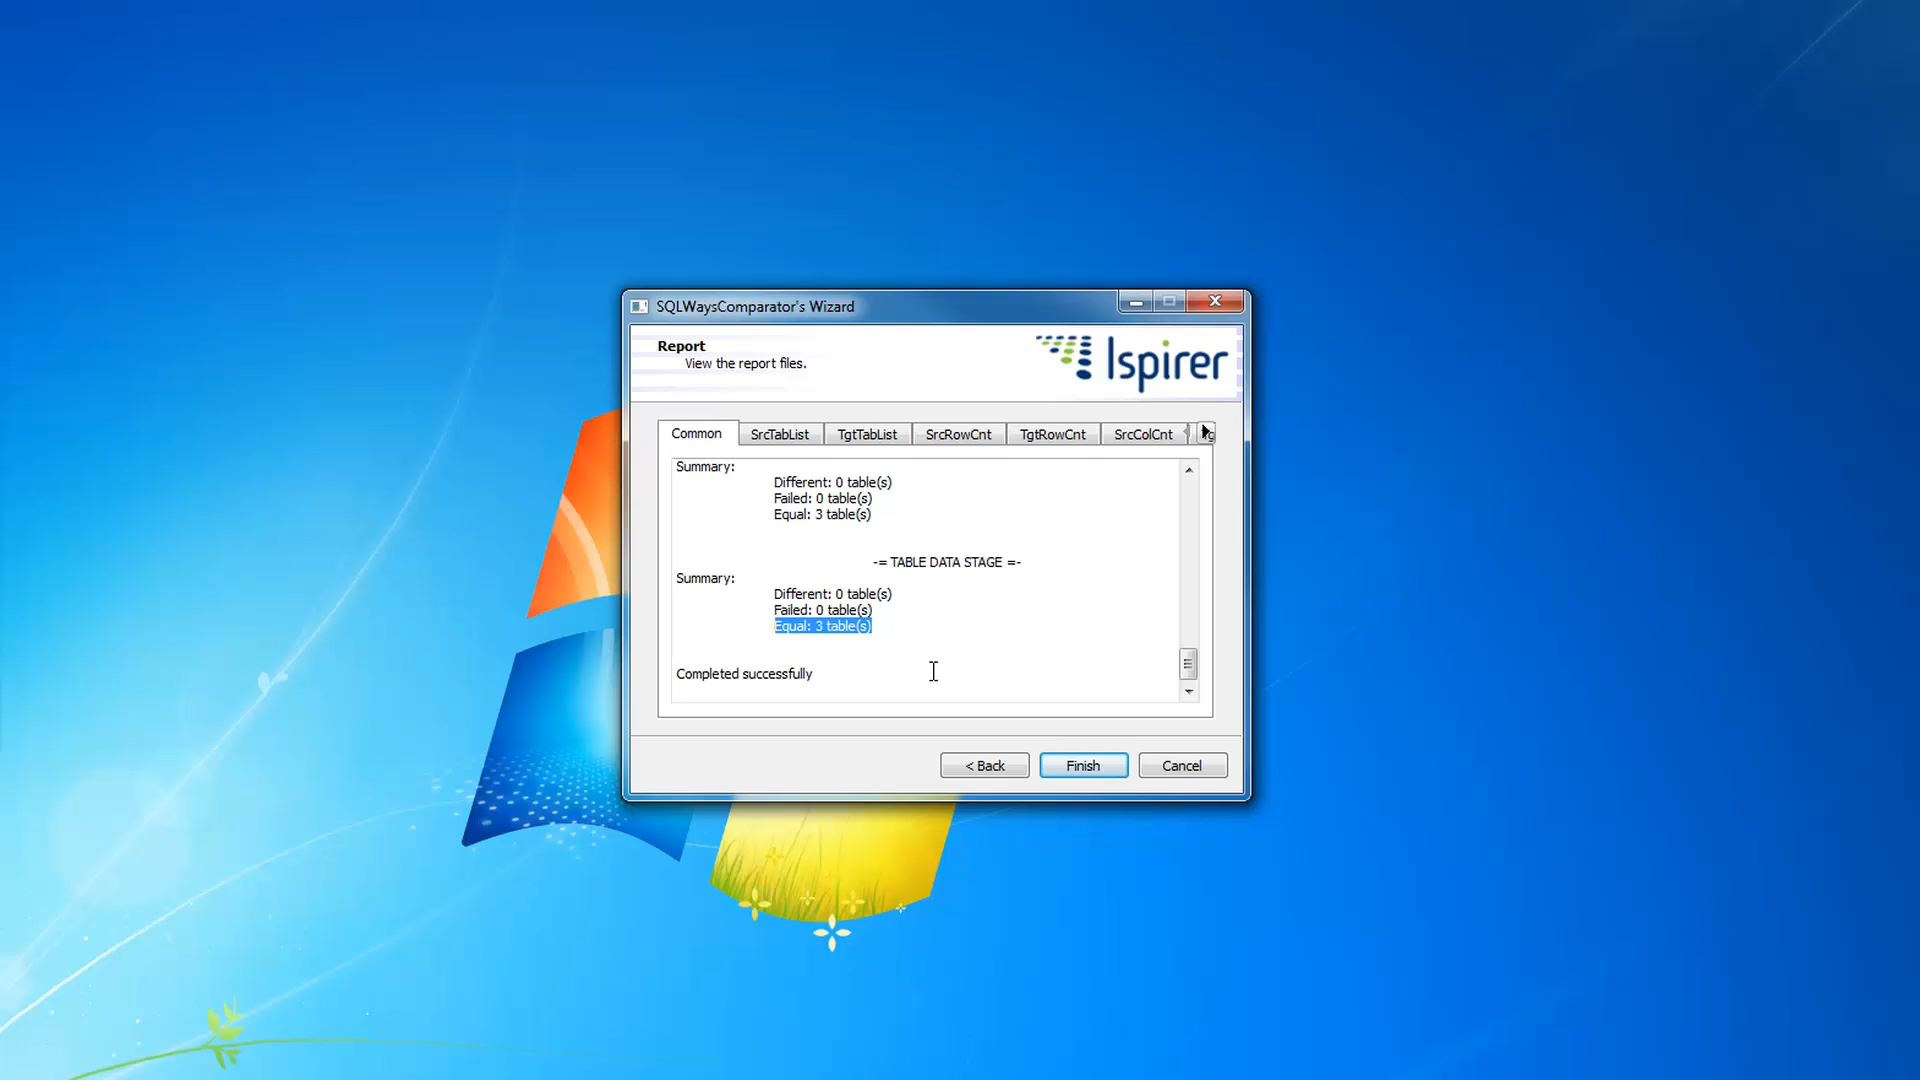 SQLWaysComparator's Wizard
Report
View the report files.
Ispirer
Common SrcTabList TgtTabList SrcRowCnt TgtRowCnt SrcColCnt
Summary:
Different: 0 table(s)
Failed: 0 table(s)
Equal: 3 table(s)
-= TABLE DATA STAGE =-
Summary:
Different: 0 table(s)
Failed: 0 table(s)
Equal: 3 table(s)
Completed successfully
< Back Finish Cancel